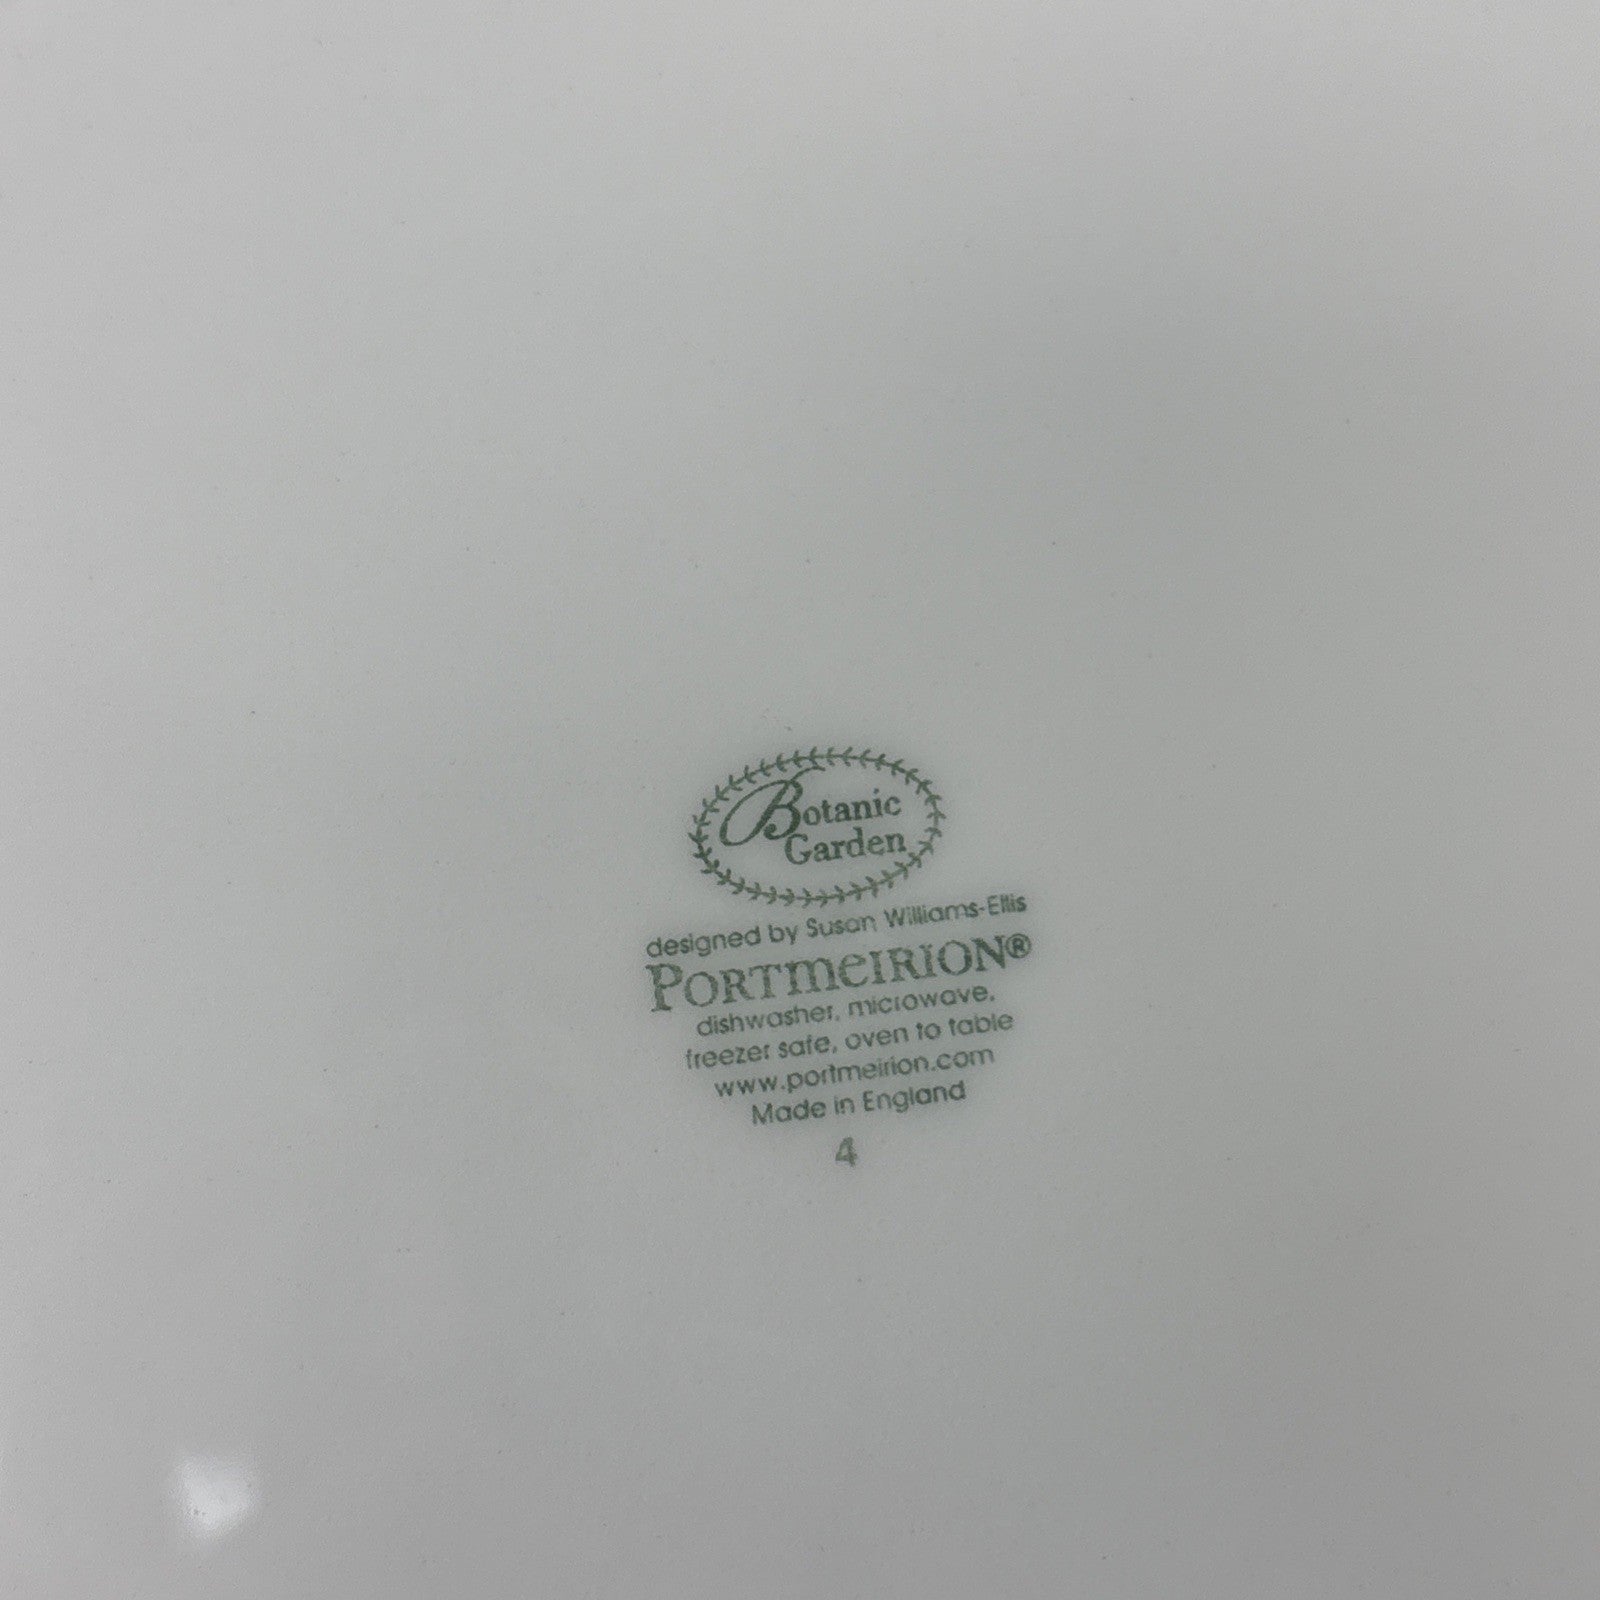 Botanic
Garden
designed by Susan Williams-Ellis
PORTMEIRION®
dishwasher, microwave,
freezer safe, oven to table
www.portmeirion.com
Made in England
4